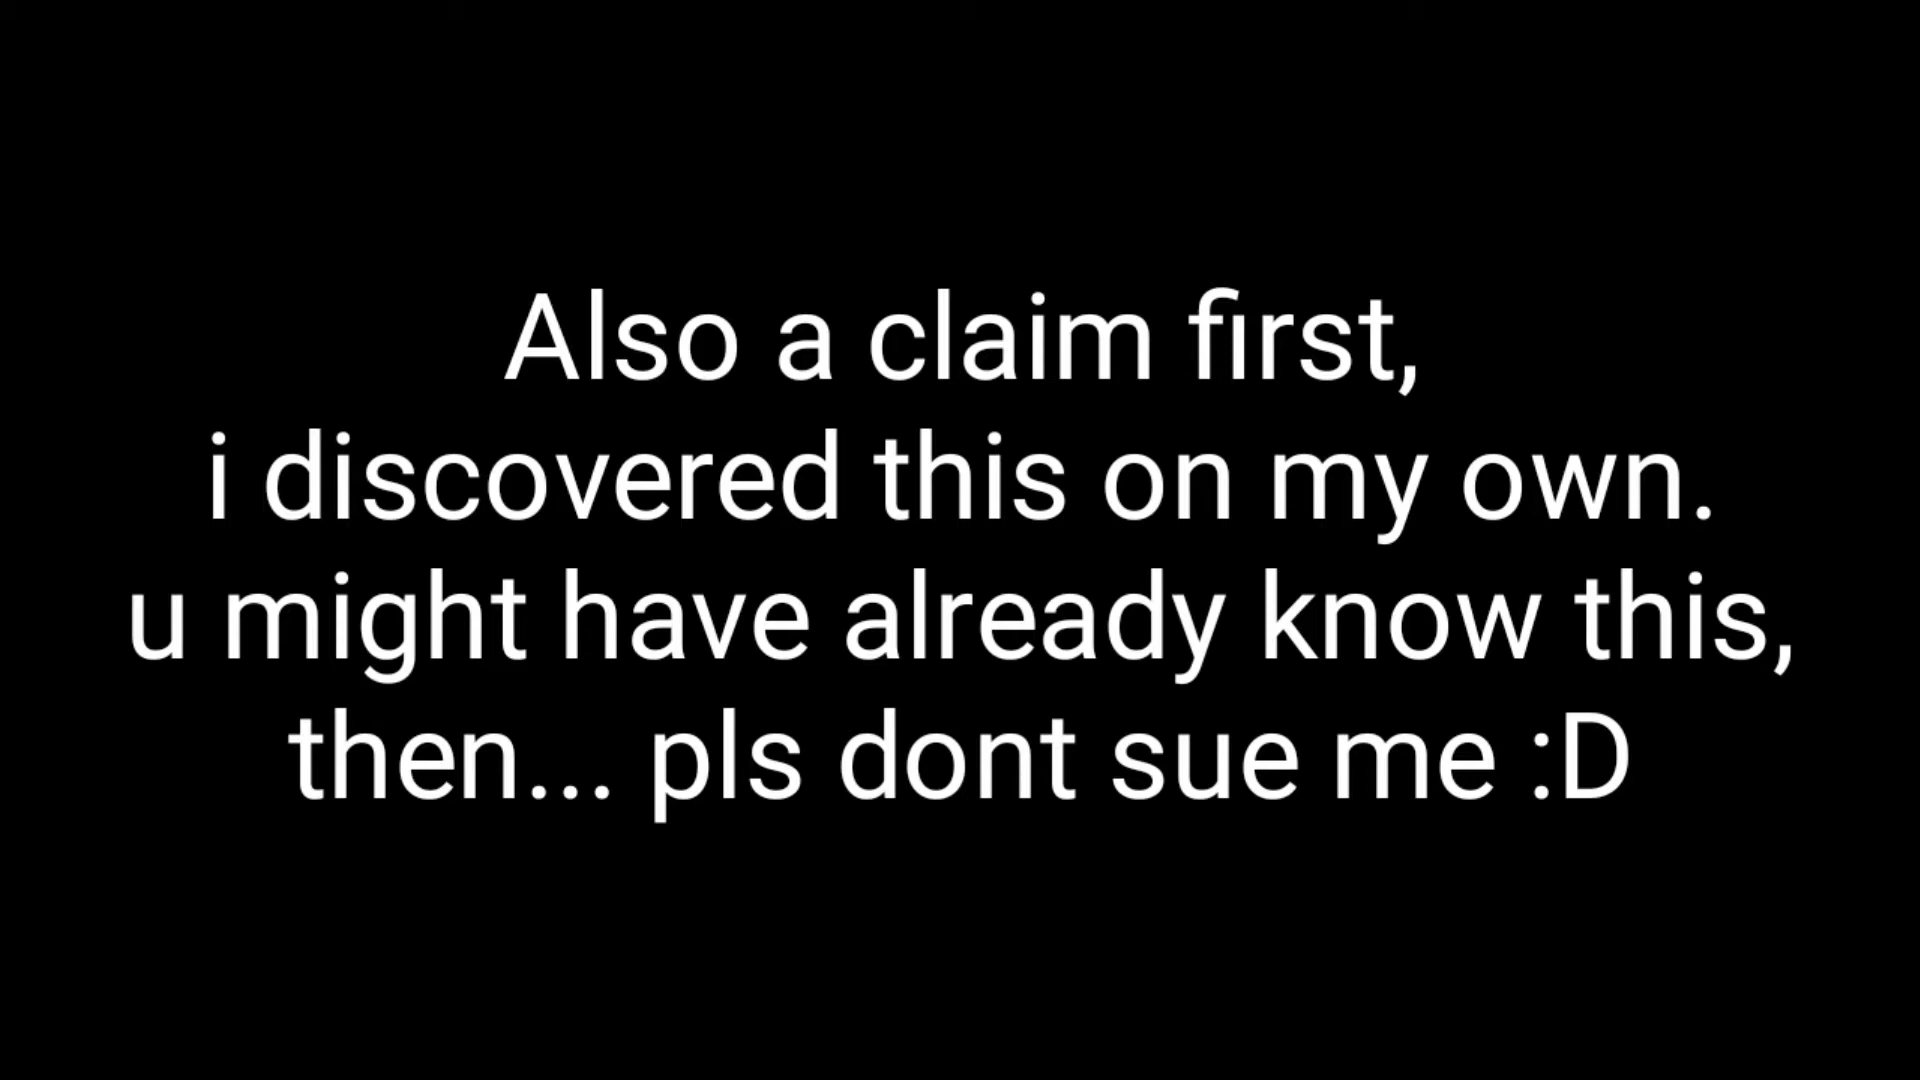 Also a claim first,
i discovered this on my own.
u might have already know this,
then... pls dont sue me :D